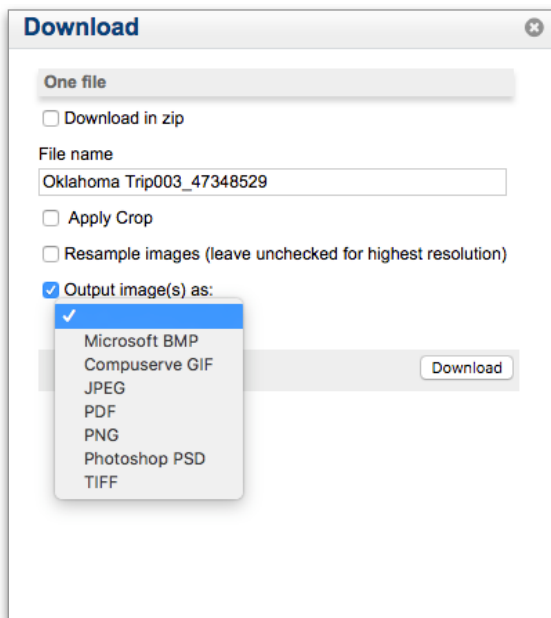 Download
One file
Download in zip
File name
Oklahoma Trip003_47348529
Apply Crop
Resample images (leave unchecked for highest resolution)
Output image(s) as:
Microsoft BMP
Compuserve GIF
JPEG
Download
PDF
PNG
Photoshop PSD
TIFF